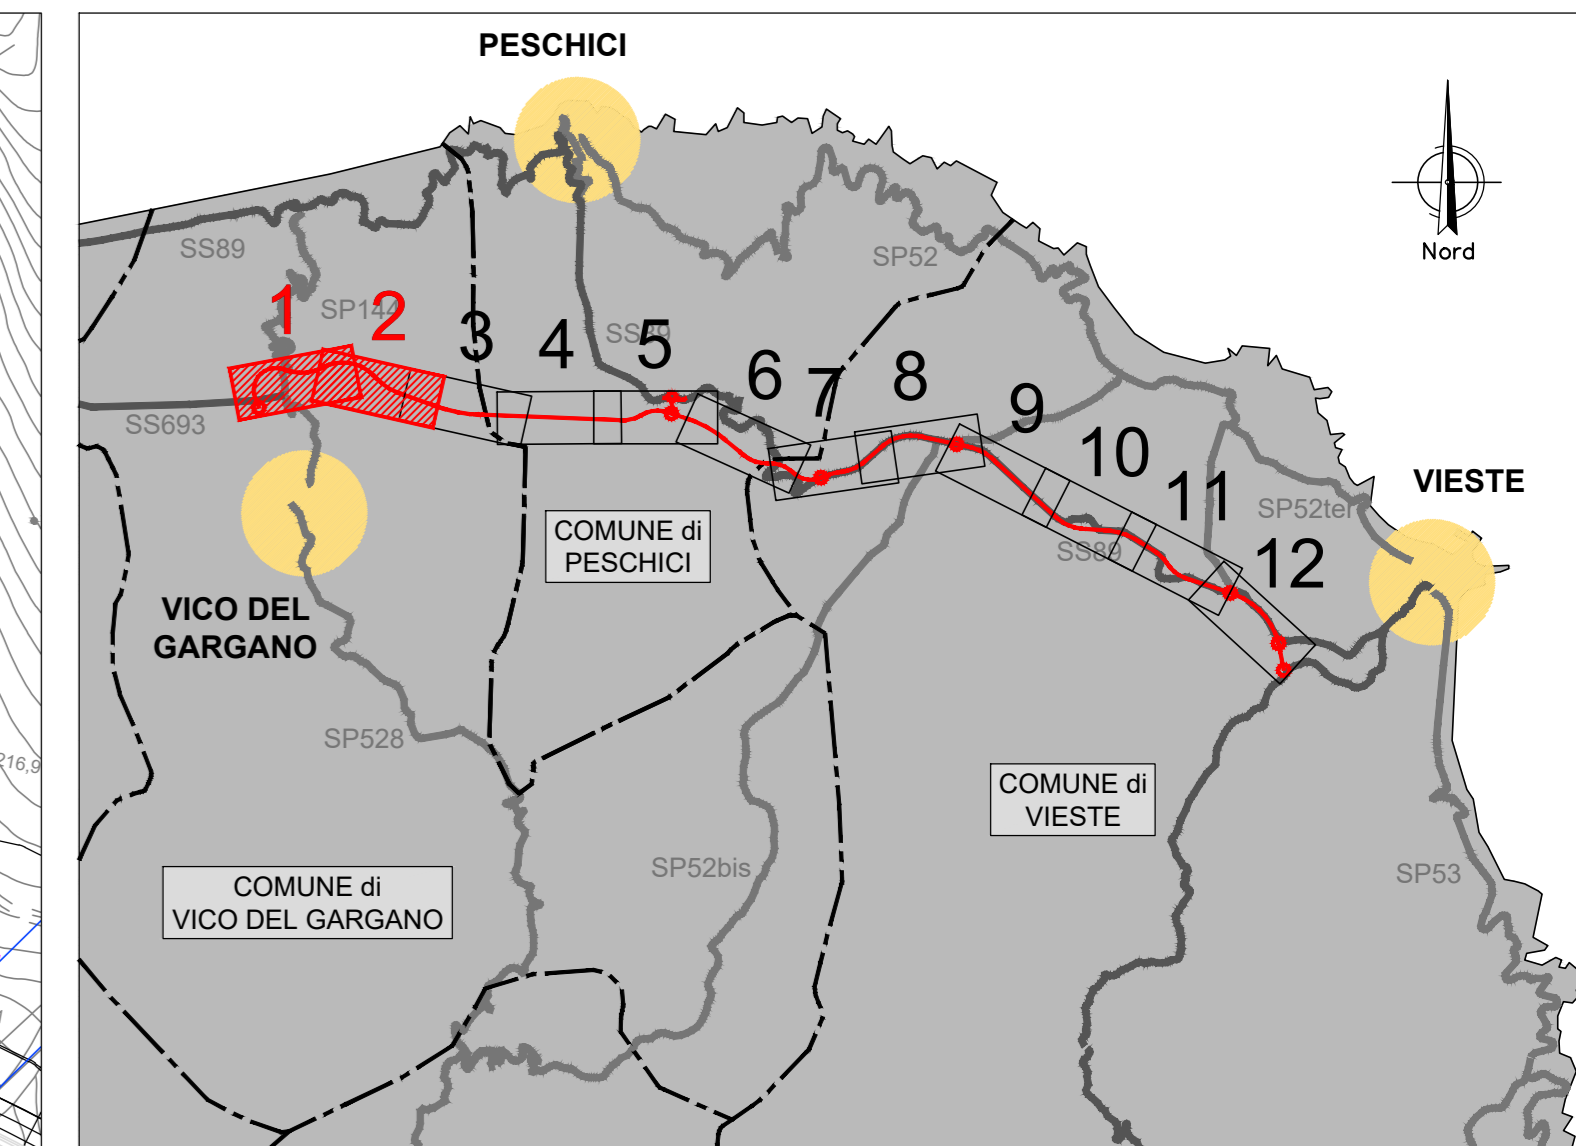 PESCHICI
Nord
SS89
SP52
1
SP144
2
3
4
SS89
5
6
7
8
9
SS693
10
11
SP52ter
VIESTE
SS89
12
COMUNE di
PESCHICI
VICO DEL
GARGANO
SP528
216,9
COMUNE di
VIESTE
SP52bis
SP53
COMUNE di
VICO DEL GARGANO